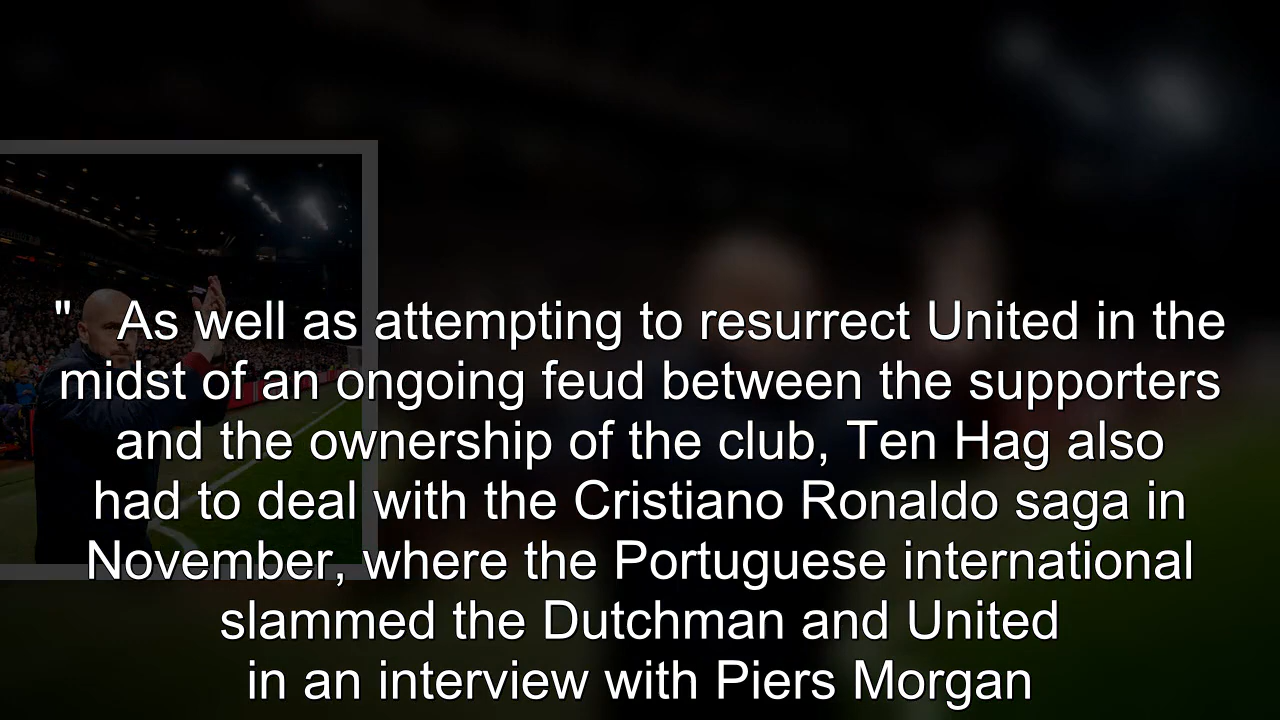 " As well as attempting to resurrect United in the
midst of an ongoing feud between the supporters
and the ownership of the club, Ten Hag also
had to deal with the Cristiano Ronaldo saga in
November, where the Portuguese international
slammed the Dutchman and United
in an interview with Piers Morgan